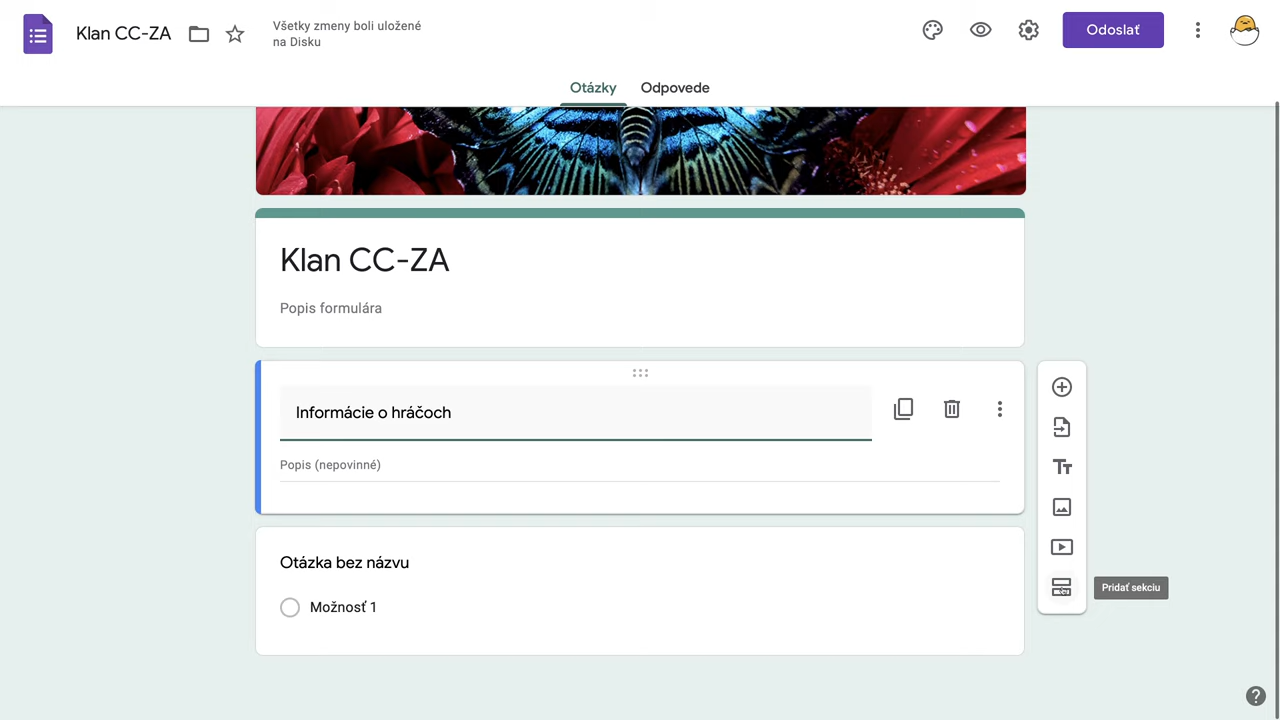 Klan CC-ZA
Všetky zmeny boli uložené
na Disku
Odoslať
Otázky
Odpovede
Klan CC-ZA
Popis formulára
Informácie o hráčoch
Popis (nepovinné)
Otázka bez názvu
Možnosť 1
Pridať sekciu